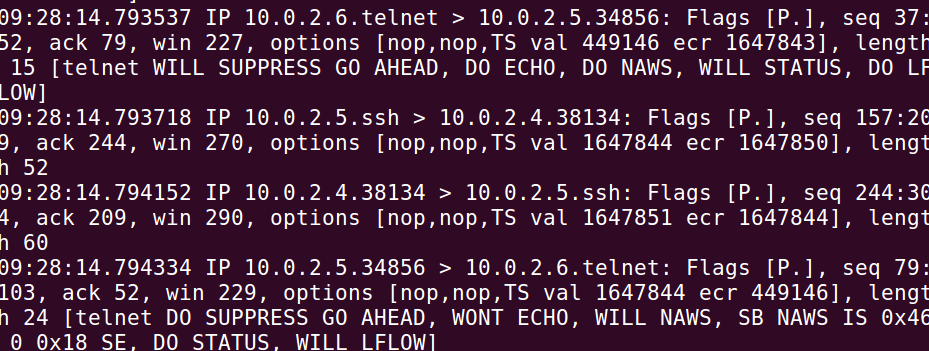 09:28:14.793537 IP 10.0.2.6.telnet > 10.0.2.5.34856: Flags [P.], seq 37:
52, ack 79, win 227, options [nop,nop,TS val 449146 ecr 1647843], length
 15 [telnet WILL SUPPRESS GO AHEAD, DO ECHO, DO NAWS, WILL STATUS, DO LF
LOW]
09:28:14.793718 IP 10.0.2.5.ssh > 10.0.2.4.38134: Flags [P.], seq 157:20
9, ack 244, win 270, options [nop,nop,TS val 1647844 ecr 1647850], lengt
h 52
09:28:14.794152 IP 10.0.2.4.38134 > 10.0.2.5.ssh: Flags [P.], seq 244:30
4, ack 209, win 290, options [nop,nop,TS val 1647851 ecr 1647844], lengt
h 60
09:28:14.794334 IP 10.0.2.5.34856 > 10.0.2.6.telnet: Flags [P.], seq 79:
103, ack 52, win 229, options [nop,nop,TS val 1647844 ecr 449146], lengt
h 24 [telnet DO SUPPRESS GO AHEAD, WONT ECHO, WILL NAWS, SB NAWS IS 0x46
 0 0x18 SE, DO STATUS, WILL LFLOW]